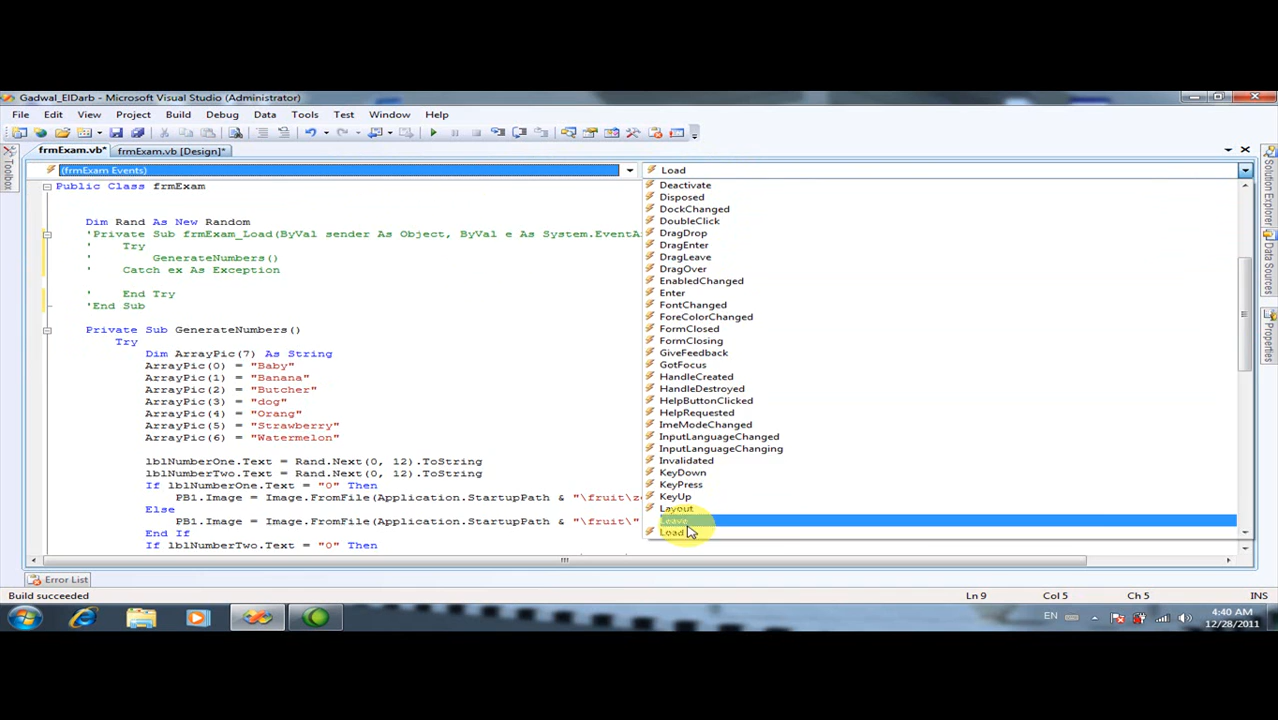 Gadwal_ElDarb - Microsoft Visual Studio (Administrator)
File Edit View Project Build Debug Data Tools Test Window Help
frmExam.vb* frmExam.vb [Design]*
Toolbox
(frmExam Events) Load
Public Class frmExam
Dim Rand As New Random
'Private Sub frmExam_Load(ByVal sender As Object, ByVal e As System.EventAr
' Try
' GenerateNumbers()
' Catch ex As Exception
' End Try
'End Sub
Private Sub GenerateNumbers()
Try
Dim ArrayPic(7) As String
ArrayPic(0) = "Baby"
ArrayPic(1) = "Banana"
ArrayPic(2) = "Butcher"
ArrayPic(3) = "dog"
ArrayPic(4) = "Orang"
ArrayPic(5) = "Strawberry"
ArrayPic(6) = "Watermelon"
lblNumberOne.Text = Rand.Next(0, 12).ToString
lblNumberTwo.Text = Rand.Next(0, 12).ToString
If lblNumberOne.Text = "0" Then
PB1.Image = Image.FromFile(Application.StartupPath & "\fruit\ze
Else
PB1.Image = Image.FromFile(Application.StartupPath & "\fruit\"
End If
If lblNumberTwo.Text = "0" Then
Deactivate
Disposed
DockChanged
DoubleClick
DragDrop
DragEnter
DragLeave
DragOver
EnabledChanged
Enter
FontChanged
ForeColorChanged
FormClosed
FormClosing
GiveFeedback
GotFocus
HandleCreated
HandleDestroyed
HelpButtonClicked
HelpRequested
ImeModeChanged
InputLanguageChanged
InputLanguageChanging
Invalidated
KeyDown
KeyPress
KeyUp
Layout
Leave
Load
Solution Explorer
Data Sources
Properties
Error List
Build succeeded Ln 9 Col 5 Ch 5 INS
EN 4:40 AM
12/28/2011